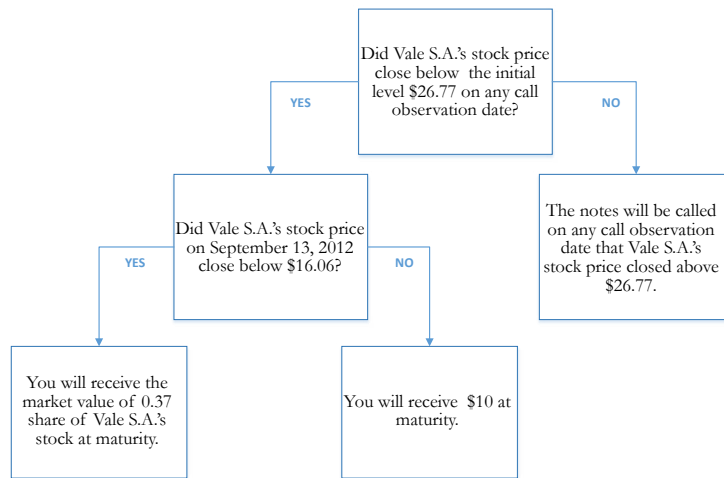 Did Vale S.A.'s stock price
close below the initial
level $26.77 on any call
observation date?
YES
NO
Did Vale S.A.'s stock price
on September 13, 2012
close below $16.06?
The notes will be called
on any call observation
date that Vale S.A.'s
stock price closed above
$26.77.
YES
NO
You will receive the
market value of 0.37
share of Vale S.A.'s
stock at maturity.
You will receive $10 at
maturity.